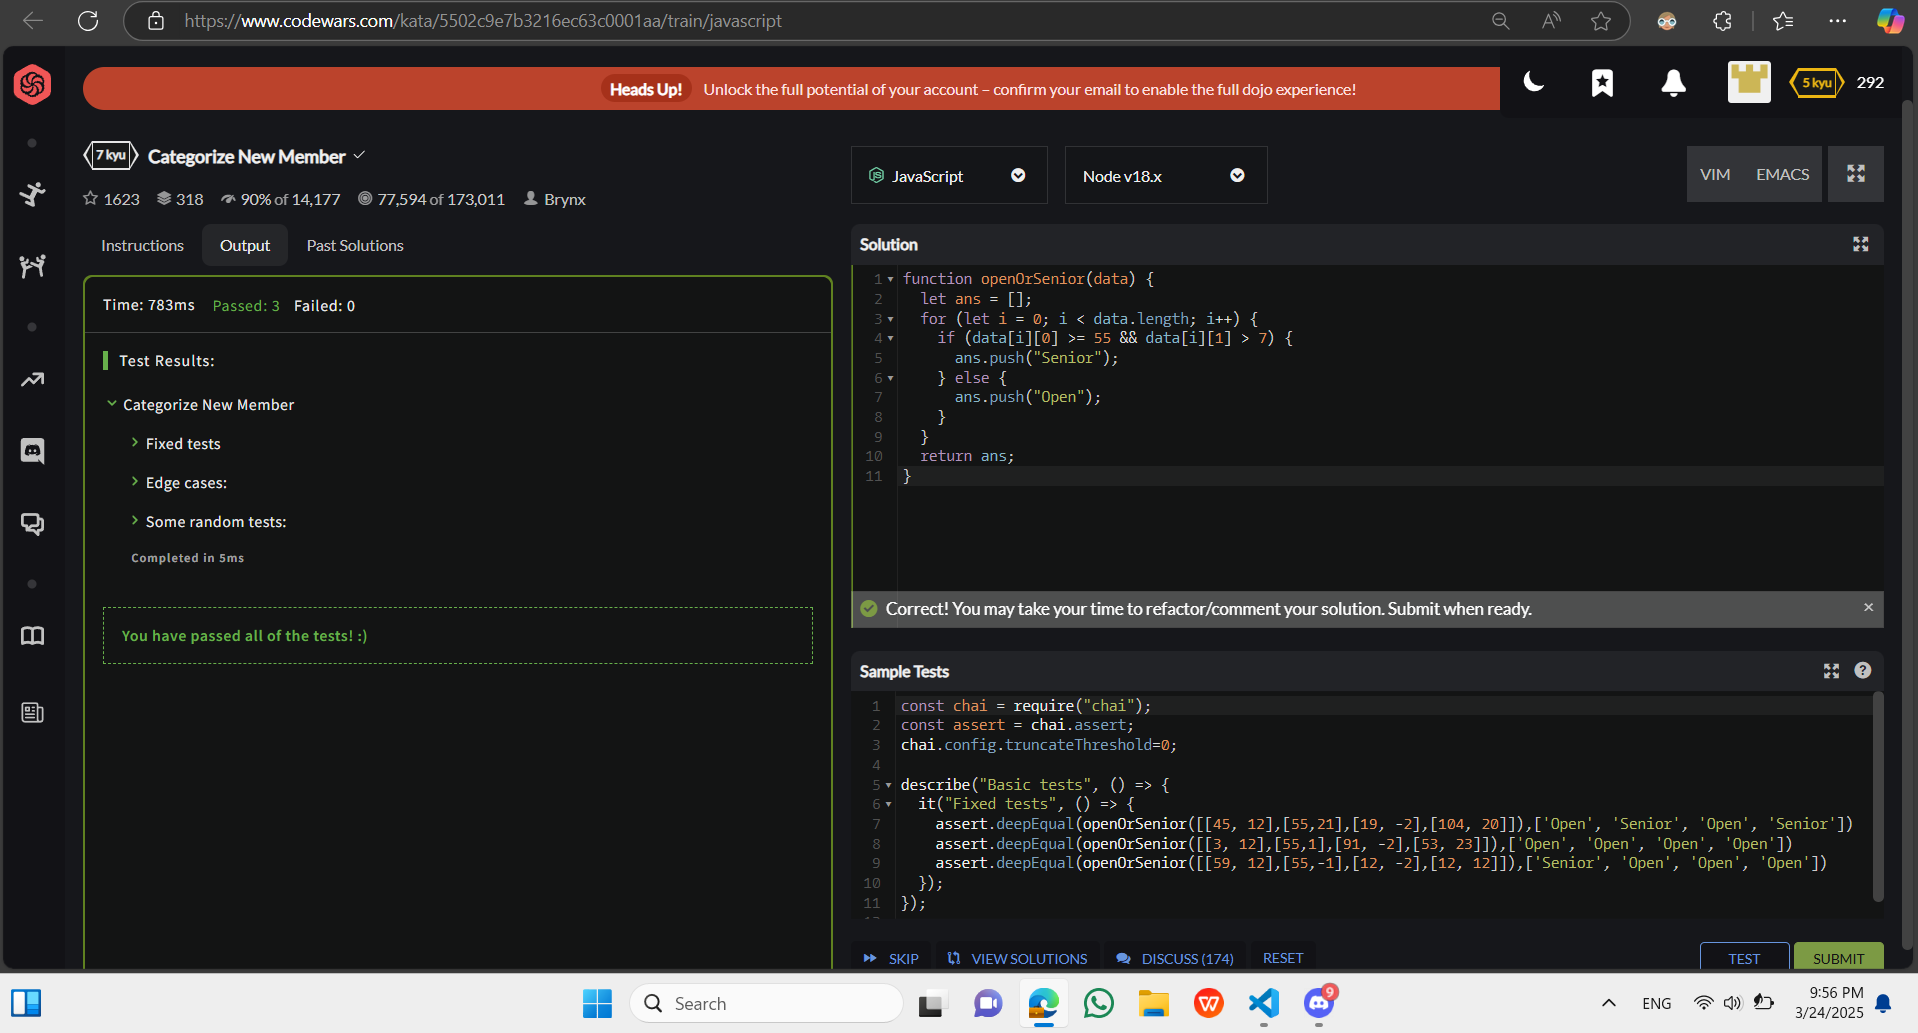 https://www.codewars.com/kata/5502c9e7b3216ec63c0001aa/train/javascript
Heads Up! Unlock the full potential of your account – confirm your email to enable the full dojo experience!
5 kyu 292
7 kyu Categorize New Member
1623 318 90% of 14,177 77,594 of 173,011 Brynx
Instructions Output Past Solutions
Time: 783ms Passed: 3 Failed: 0
Test Results:
Categorize New Member
Fixed tests
Edge cases:
Some random tests:
Completed in 5ms
You have passed all of the tests! :)
JavaScript Node v18.x VIM EMACS
Solution
1 function openOrSenior(data) {
2 let ans = [];
3 for (let i = 0; i < data.length; i++) {
4 if (data[i][0] >= 55 && data[i][1] > 7) {
5 ans.push("Senior");
6 } else {
7 ans.push("Open");
8 }
9 }
10 return ans;
11 }
Correct! You may take your time to refactor/comment your solution. Submit when ready. ×
Sample Tests ?
1 const chai = require("chai");
2 const assert = chai.assert;
3 chai.config.truncateThreshold=0;
4
5 describe("Basic tests", () => {
6 it("Fixed tests", () => {
7 assert.deepEqual(openOrSenior([[45, 12],[55,21],[19, -2],[104, 20]]),['Open', 'Senior', 'Open', 'Senior'])
8 assert.deepEqual(openOrSenior([[3, 12],[55,1],[91, -2],[53, 23]]),['Open', 'Open', 'Open', 'Open'])
9 assert.deepEqual(openOrSenior([[59, 12],[55,-1],[12, -2],[12, 12]]),['Senior', 'Open', 'Open', 'Open'])
10 });
11 });
SKIP VIEW SOLUTIONS DISCUSS (174) RESET TEST SUBMIT
Search 9 ENG 9:56 PM
3/24/2025